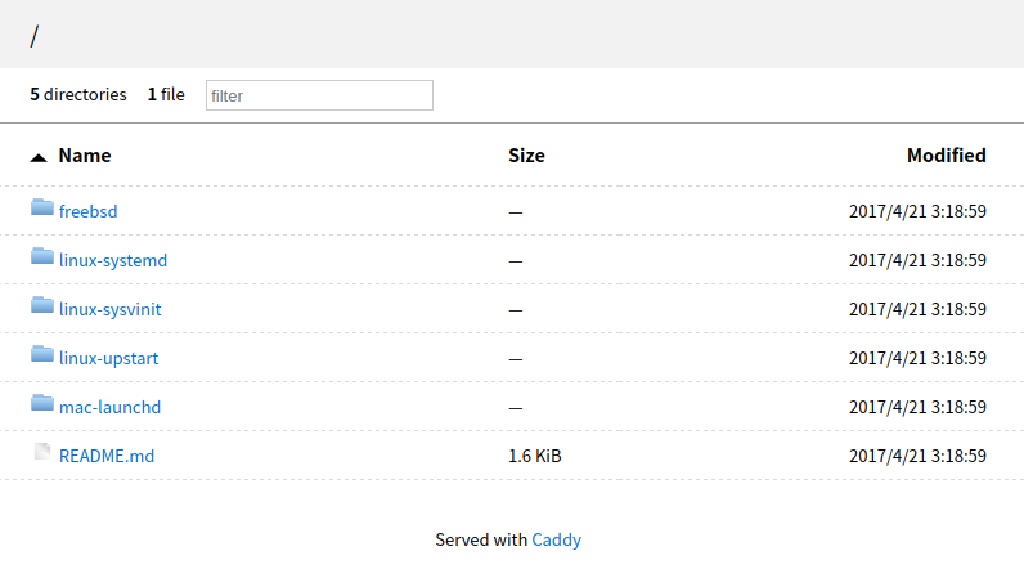 /
5 directories 1 file filter
Name Size Modified
freebsd — 2017/4/21 3:18:59
linux-systemd — 2017/4/21 3:18:59
linux-sysvinit — 2017/4/21 3:18:59
linux-upstart — 2017/4/21 3:18:59
mac-launchd — 2017/4/21 3:18:59
README.md 1.6 KiB 2017/4/21 3:18:59
Served with Caddy